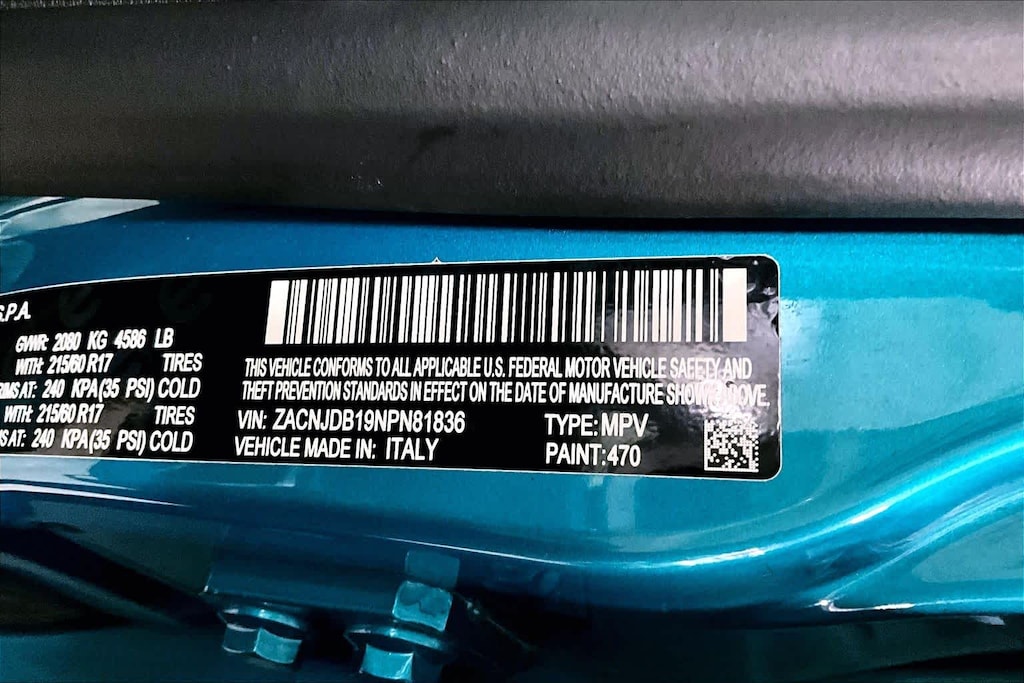 S.P.A.
GVWR: 2080 KG 4586 LB
WITH: 215/60 R17 TIRES
RIMS AT: 240 KPA(35 PSI) COLD
WITH: 215/60 R17 TIRES
S AT: 240 KPA(35 PSI) COLD
THIS VEHICLE CONFORMS TO ALL APPLICABLE U.S. FEDERAL MOTOR VEHICLE SAFETY AND
THEFT PREVENTION STANDARDS IN EFFECT ON THE DATE OF MANUFACTURE SHOWN ABOVE.
VIN: ZACNJDB19NPN81836 TYPE: MPV
VEHICLE MADE IN: ITALY PAINT: 470